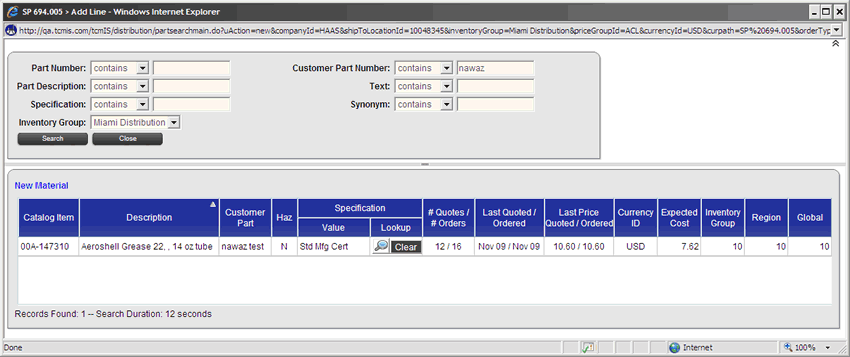 SP 694.005 > Add Line - Windows Internet Explorer
http://qa.tcmis.com/tcmIS/distribution/partsearchmain.do?uAction=new&companyId=HAAS&shipToLocationId=10048345&inventoryGroup=Miami Distribution&priceGroupId=ACL&currencyId=USD&curpath=SP%20694.005&orderTyp
Part Number: contains Customer Part Number: contains nawaz
Part Description: contains Text: contains
Specification: contains Synonym: contains
Inventory Group: Miami Distribution
Search Close
New Material
Catalog Item Description Customer Part Haz Specification Value Lookup # Quotes / # Orders Last Quoted / Ordered Last Price Quoted / Ordered Currency ID Expected Cost Inventory Group Region Global
00A-147310 Aeroshell Grease 22, , 14 oz tube nawaz test N Std Mfg Cert Clear 12 / 16 Nov 09 / Nov 09 10.60 / 10.60 USD 7.62 10 10 10
Records Found: 1 -- Search Duration: 12 seconds
Done Internet 100%